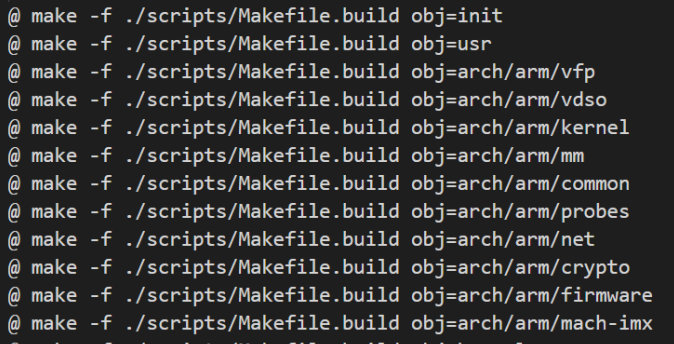 @ make -f ./scripts/Makefile.build obj=init
@ make -f ./scripts/Makefile.build obj=usr
@ make -f ./scripts/Makefile.build obj=arch/arm/vfp
@ make -f ./scripts/Makefile.build obj=arch/arm/vdso
@ make -f ./scripts/Makefile.build obj=arch/arm/kernel
@ make -f ./scripts/Makefile.build obj=arch/arm/mm
@ make -f ./scripts/Makefile.build obj=arch/arm/common
@ make -f ./scripts/Makefile.build obj=arch/arm/probes
@ make -f ./scripts/Makefile.build obj=arch/arm/net
@ make -f ./scripts/Makefile.build obj=arch/arm/crypto
@ make -f ./scripts/Makefile.build obj=arch/arm/firmware
@ make -f ./scripts/Makefile.build obj=arch/arm/mach-imx